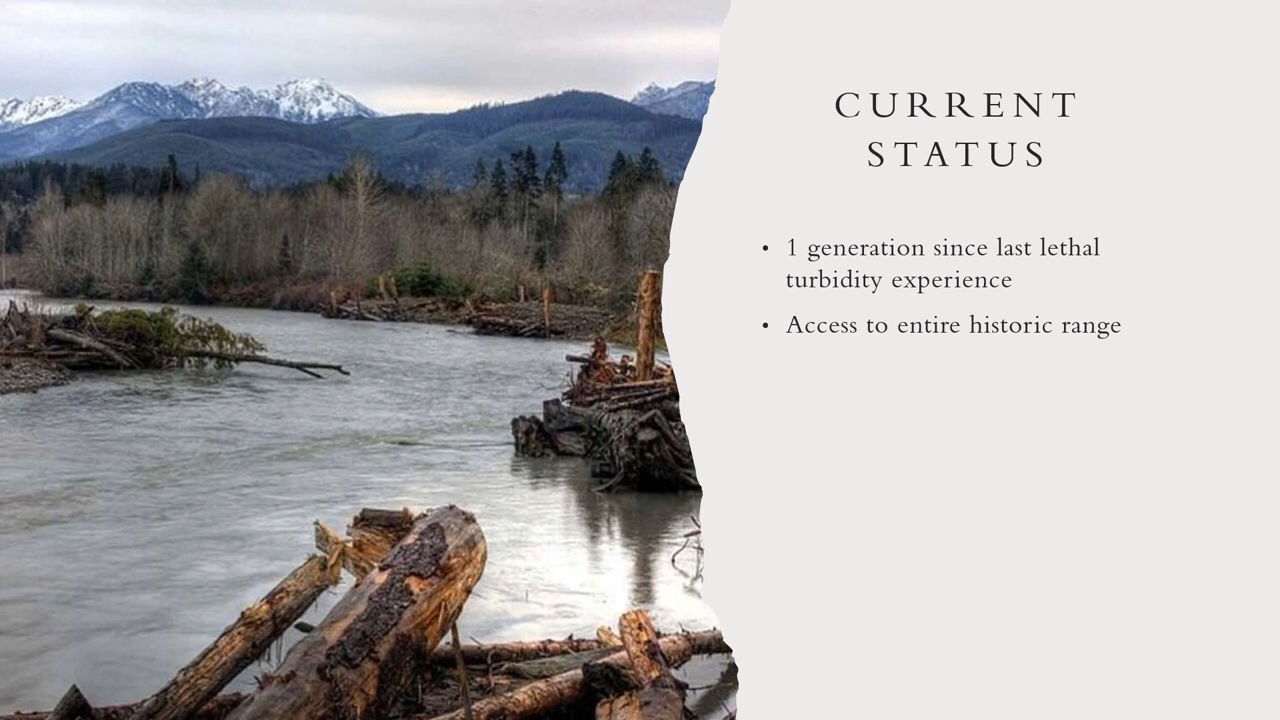 CURRENT
STATUS
• 1 generation since last lethal
turbidity experience
• Access to entire historic range